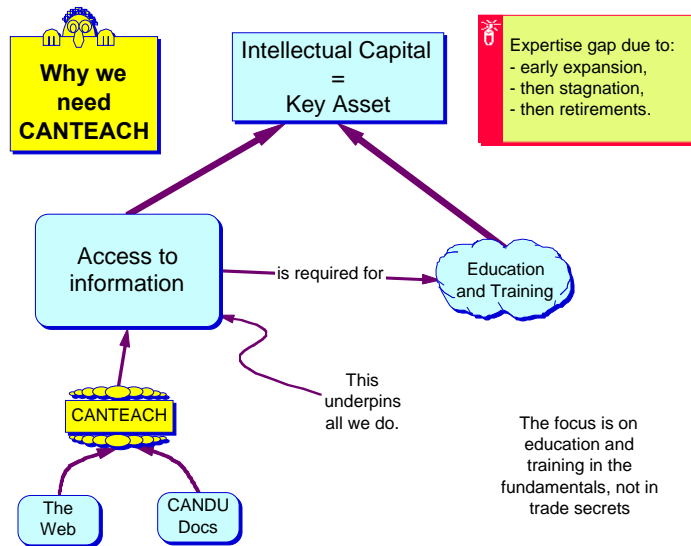 Why we
need
CANTEACH
Intellectual Capital
=
Key Asset
Expertise gap due to:
- early expansion,
- then stagnation,
- then retirements.
Access to
information
is required for
Education
and Training
This
underpins
all we do.
CANTEACH
The
Web
CANDU
Docs
The focus is on
education and
training in the
fundamentals, not in
trade secrets